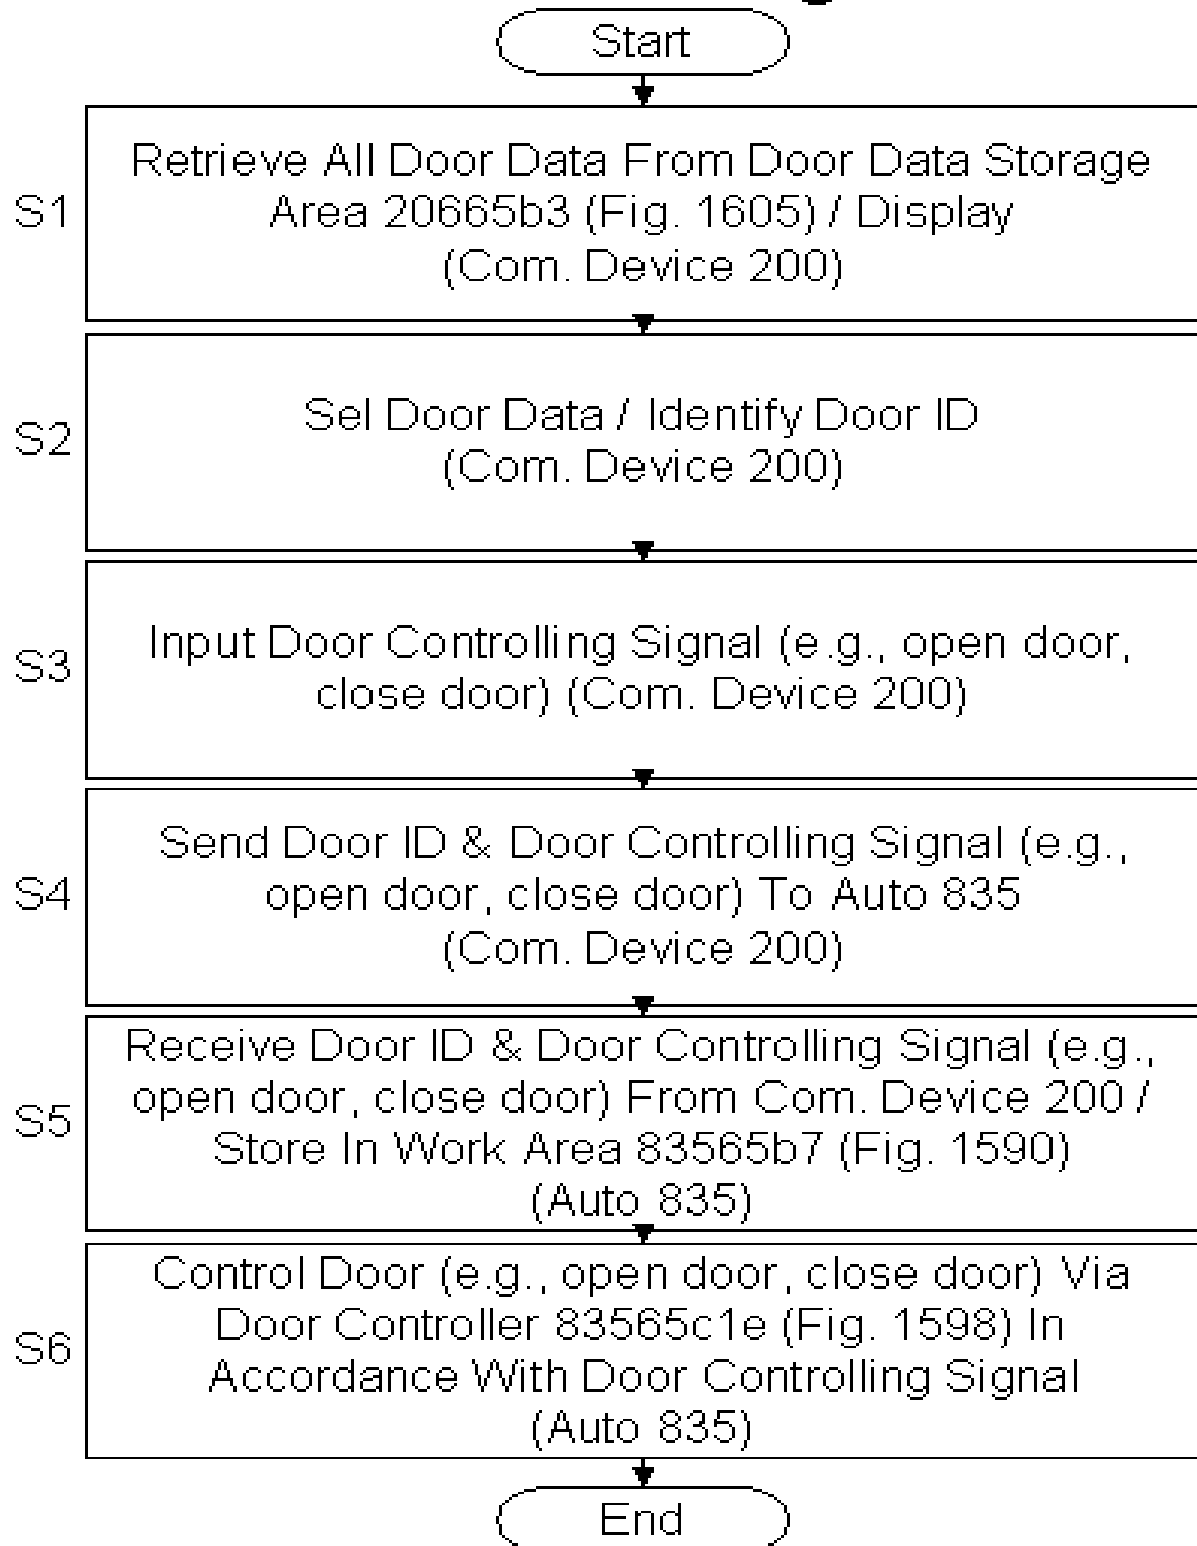 Start
S1
Retrieve All Door Data From Door Data Storage
Area 20665b3 (Fig. 1605) / Display
(Com. Device 200)
S2
Sel Door Data / Identify Door ID
(Com. Device 200)
S3
Input Door Controlling Signal (e.g., open door,
close door) (Com. Device 200)
S4
Send Door ID & Door Controlling Signal (e.g.,
open door, close door) To Auto 835
(Com. Device 200)
S5
Receive Door ID & Door Controlling Signal (e.g.,
open door, close door) From Com. Device 200 /
Store In Work Area 83565b7 (Fig. 1590)
(Auto 835)
S6
Control Door (e.g., open door, close door) Via
Door Controller 83565c1e (Fig. 1598) In
Accordance With Door Controlling Signal
(Auto 835)
End